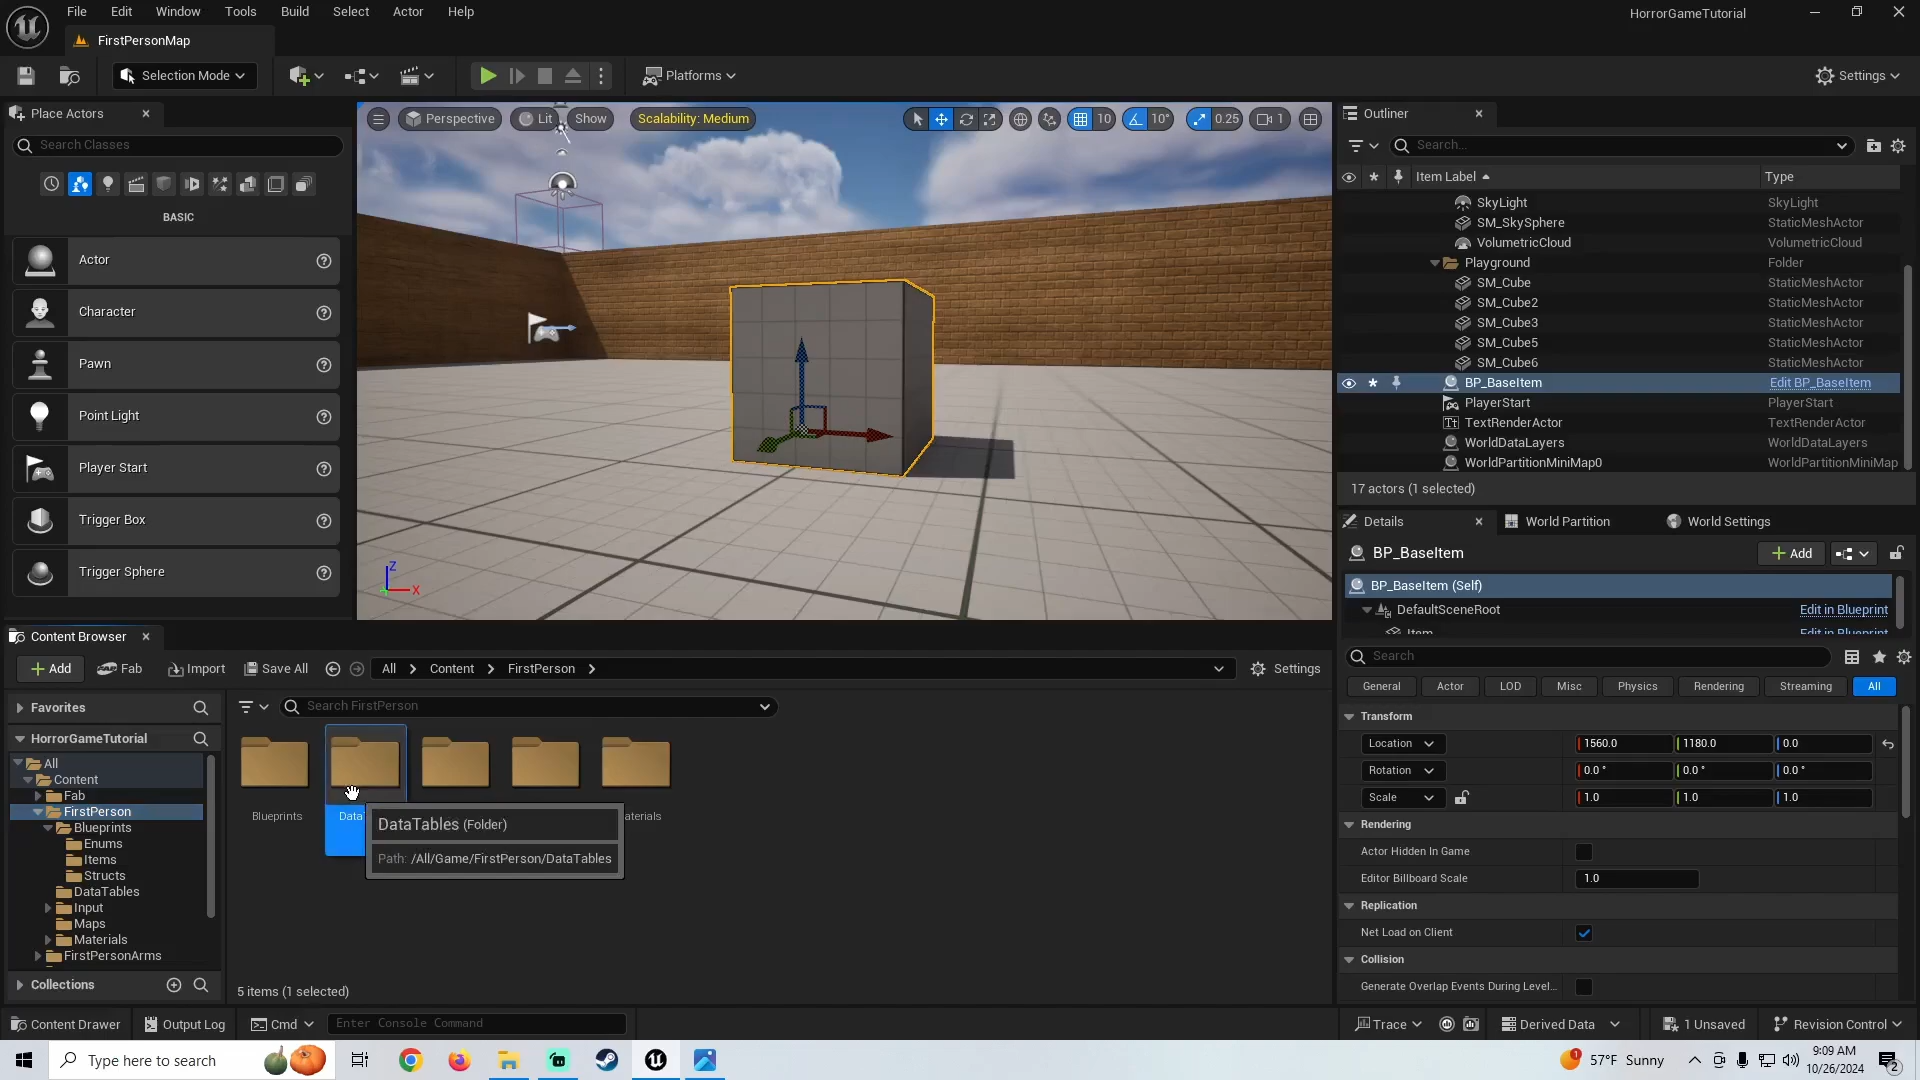 File Edit Window Tools Build Select Actor Help
HorrorGameTutorial
FirstPersonMap
Selection Mode
Platforms
Settings
Place Actors
Search Classes
BASIC
Actor
Character
Pawn
Point Light
Player Start
Trigger Box
Trigger Sphere
Perspective Lit Show Scalability: Medium 10 10° 0.25 1
Z
X
Outliner
Search...
Item Label Type
SkyLight SkyLight
SM_SkySphere StaticMeshActor
VolumetricCloud VolumetricCloud
Playground Folder
SM_Cube StaticMeshActor
SM_Cube2 StaticMeshActor
SM_Cube3 StaticMeshActor
SM_Cube5 StaticMeshActor
SM_Cube6 StaticMeshActor
BP_BaseItem Edit BP_BaseItem
PlayerStart PlayerStart
TextRenderActor TextRenderActor
WorldDataLayers WorldDataLayers
WorldPartitionMiniMap0 WorldPartitionMiniMap
17 actors (1 selected)
Details World Partition World Settings
BP_BaseItem Add
BP_BaseItem (Self)
DefaultSceneRoot Edit in Blueprint
Item Edit in Blueprint
Search
General Actor LOD Misc Physics Rendering Streaming All
Transform
Location 1560.0 1180.0 0.0
Rotation 0.0 ° 0.0 ° 0.0 °
Scale 1.0 1.0 1.0
Rendering
Actor Hidden In Game
Editor Billboard Scale 1.0
Replication
Net Load on Client
Collision
Generate Overlap Events During Level...
Content Browser
Add Fab Import Save All All Content FirstPerson Settings
Favorites
HorrorGameTutorial
All
Content
Fab
FirstPerson
Blueprints
Enums
Items
Structs
DataTables
Input
Maps
Materials
FirstPersonArms
Collections
Search FirstPerson
Blueprints Data aterials
DataTables (Folder)
Path: /All/Game/FirstPerson/DataTables
5 items (1 selected)
Content Drawer Output Log Cmd Enter Console Command
Trace Derived Data 1 Unsaved Revision Control
Type here to search
1 57°F Sunny
9:09 AM
10/26/2024
2